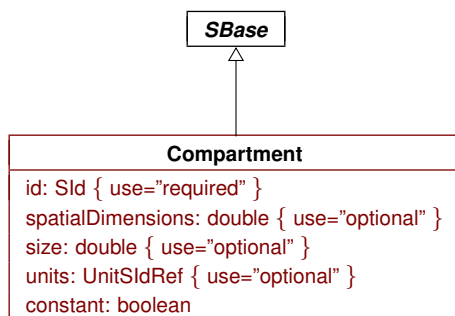 SBase
Compartment
id: SId { use="required" }
spatialDimensions: double { use="optional" }
size: double { use="optional" }
units: UnitSIdRef { use="optional" }
constant: boolean